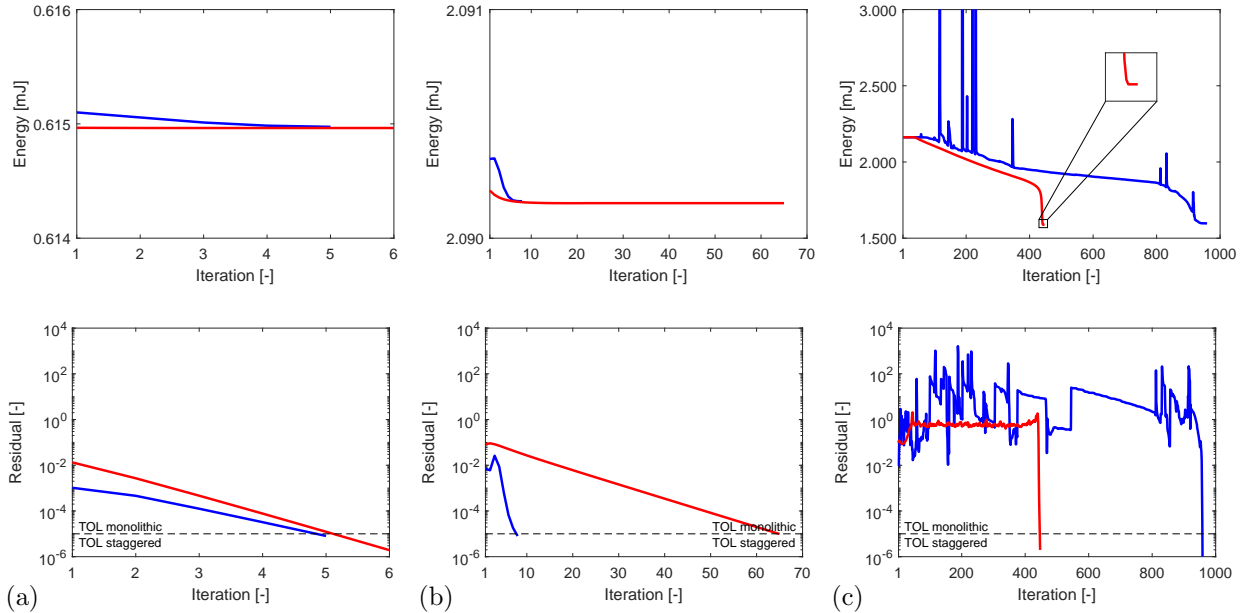 0.616
0.615
0.614
Energy [mJ]
1 2 3 4 5 6
Iteration [-]
2.091
2.090
Energy [mJ]
1 10 20 30 40 50 60 70
Iteration [-]
3.000
2.500
2.000
1.500
Energy [mJ]
1 200 400 600 800 1000
Iteration [-]
10^4
10^2
10^0
10^-2
10^-4
10^-6
Residual [-]
TOL monolithic
TOL staggered
1 2 3 4 5 6
Iteration [-]
(a)
10^4
10^2
10^0
10^-2
10^-4
10^-6
Residual [-]
TOL monolithic
TOL staggered
1 10 20 30 40 50 60 70
Iteration [-]
(b)
10^4
10^2
10^0
10^-2
10^-4
10^-6
Residual [-]
TOL monolithic
TOL staggered
1 200 400 600 800 1000
Iteration [-]
(c)